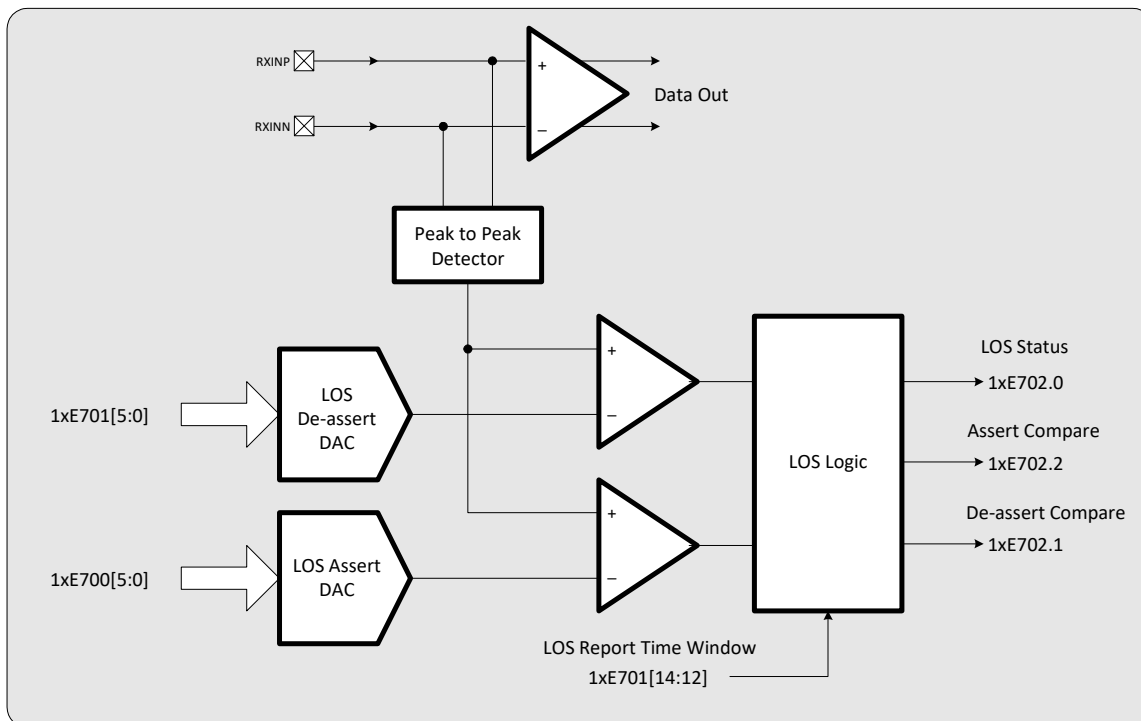 RXINP
+
Data Out
RXINN
–
Peak to Peak
Detector
LOS
De-assert
DAC
1xE701[5:0]
+
–
LOS Status
1xE702.0
Assert Compare
1xE702.2
LOS Logic
De-assert Compare
1xE702.1
LOS Assert
DAC
1xE700[5:0]
+
–
LOS Report Time Window
1xE701[14:12]